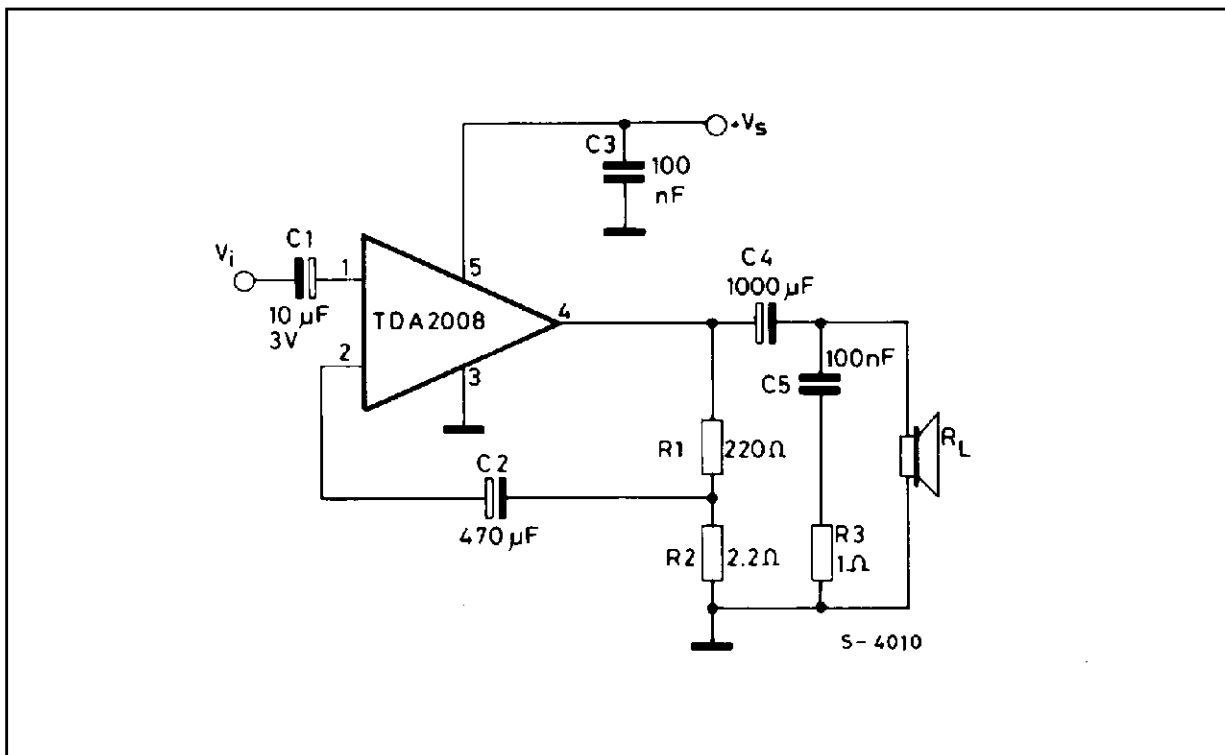 +Vs
C3
100
nF
Vi
C1
1
10 µF
3V
5
TDA2008
4
C4
1000 µF
2
3
100nF
C5
R1
220Ω
RL
C2
470 µF
R2
2.2Ω
R3
1Ω
S-4010